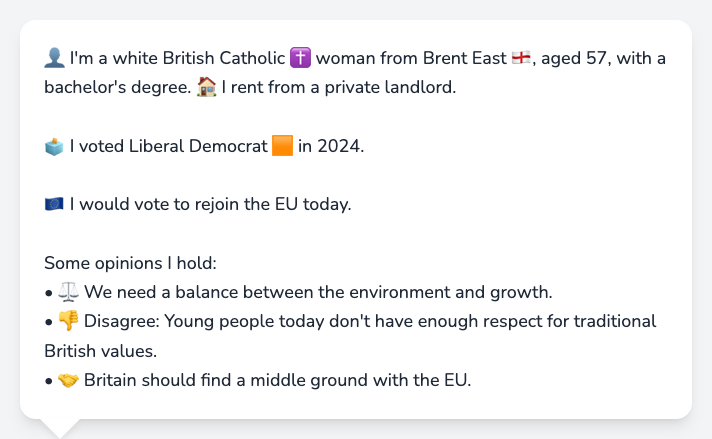 👤 I'm a white British Catholic ✝️ woman from Brent East 🏴󠁧󠁢󠁥󠁮󠁧󠁿, aged 57, with a
bachelor's degree. 🏠 I rent from a private landlord.
🗳️ I voted Liberal Democrat 🟧 in 2024.
🇪🇺 I would vote to rejoin the EU today.
Some opinions I hold:
• ⚖️ We need a balance between the environment and growth.
• 👎 Disagree: Young people today don't have enough respect for traditional
British values.
• 🤝 Britain should find a middle ground with the EU.